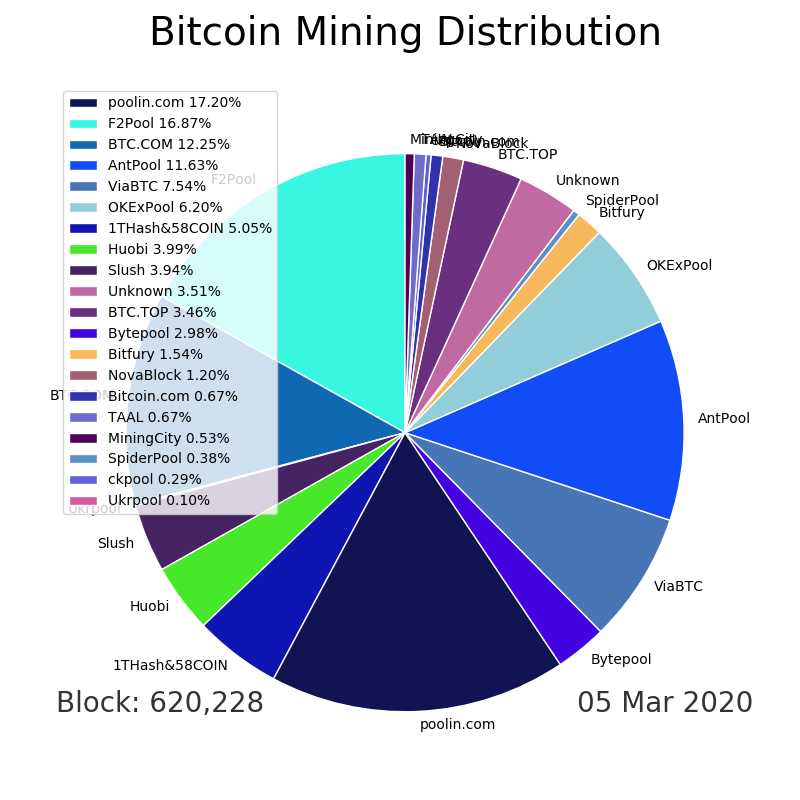 Bitcoin Mining Distribution
poolin.com 17.20%
F2Pool 16.87%
BTC.COM 12.25%
AntPool 11.63%
ViaBTC 7.54%
OKExPool 6.20%
1THash&58COIN 5.05%
Huobi 3.99%
Slush 3.94%
Unknown 3.51%
BTC.TOP 3.46%
Bytepool 2.98%
Bitfury 1.54%
NovaBlock 1.20%
Bitcoin.com 0.67%
TAAL 0.67%
MiningCity 0.53%
SpiderPool 0.38%
ckpool 0.29%
Ukrpool 0.10%
MiningCity
NovaBlock
BTC.TOP
Unknown
SpiderPool
Bitfury
OKExPool
AntPool
ViaBTC
Bytepool
poolin.com
1THash&58COIN
Huobi
Slush
Ukrpool
F2Pool
Block: 620,228
05 Mar 2020